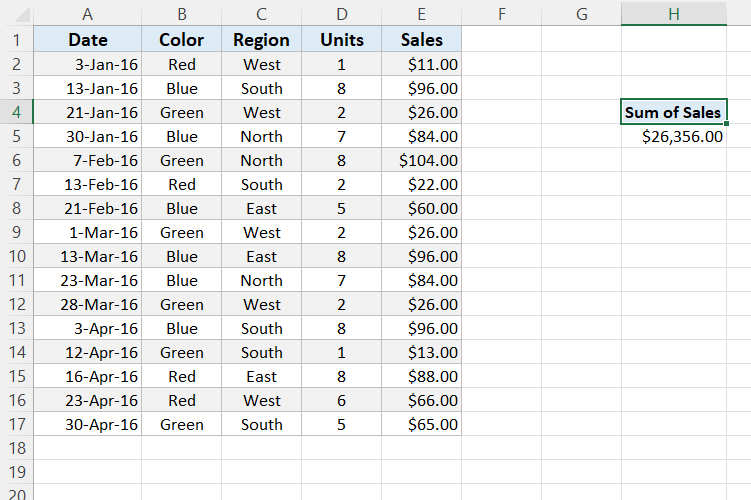 A B C D E F G H
1 Date Color Region Units Sales
2 3-Jan-16 Red West 1 $11.00
3 13-Jan-16 Blue South 8 $96.00
4 21-Jan-16 Green West 2 $26.00 Sum of Sales
5 30-Jan-16 Blue North 7 $84.00 $26,356.00
6 7-Feb-16 Green North 8 $104.00
7 13-Feb-16 Red South 2 $22.00
8 21-Feb-16 Blue East 5 $60.00
9 1-Mar-16 Green West 2 $26.00
10 13-Mar-16 Blue East 8 $96.00
11 23-Mar-16 Blue North 7 $84.00
12 28-Mar-16 Green West 2 $26.00
13 3-Apr-16 Blue South 8 $96.00
14 12-Apr-16 Green South 1 $13.00
15 16-Apr-16 Red East 8 $88.00
16 23-Apr-16 Red West 6 $66.00
17 30-Apr-16 Green South 5 $65.00
18
19
20